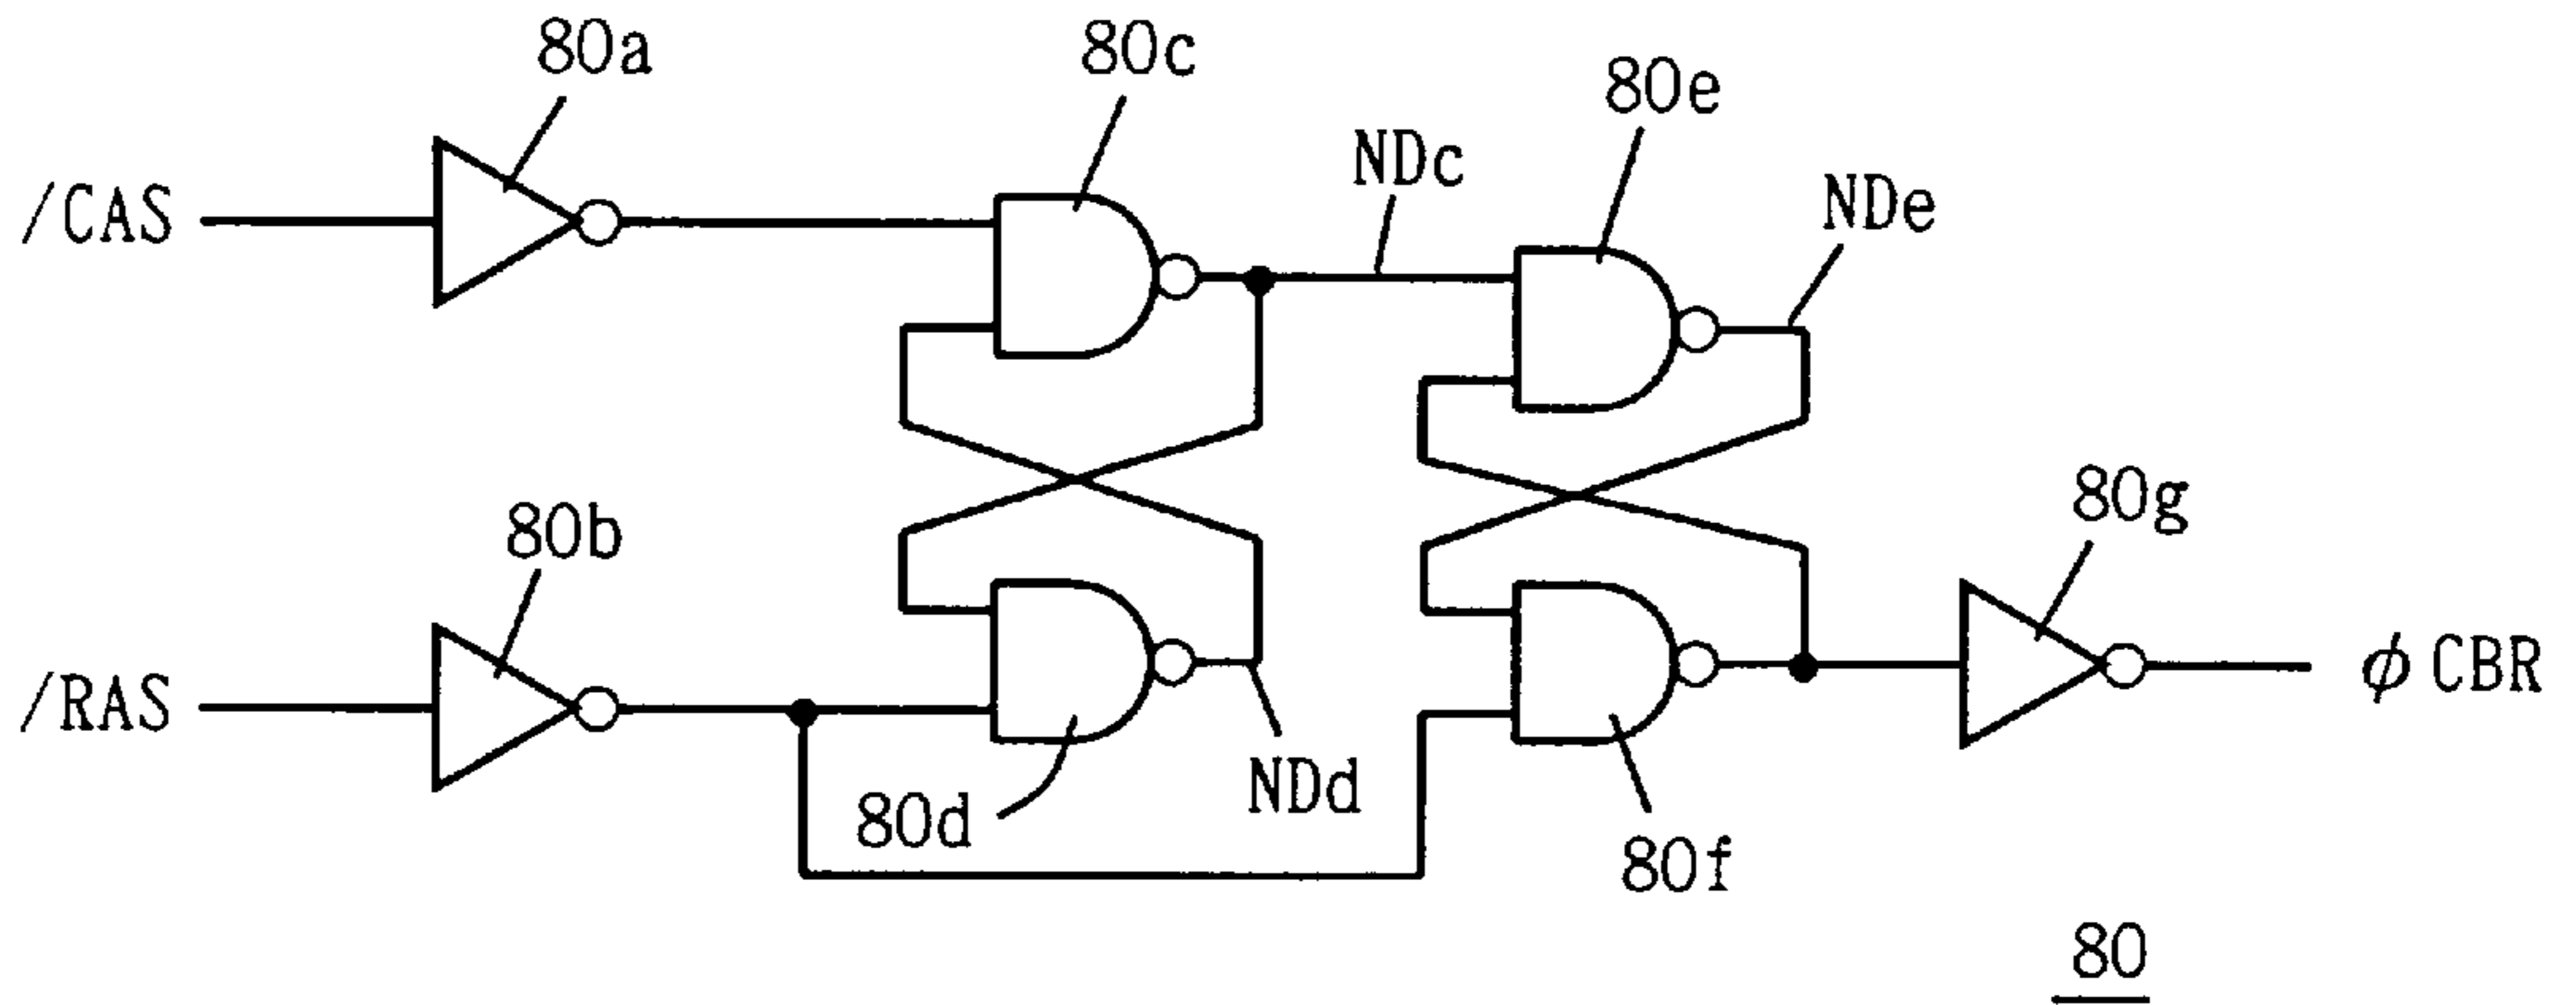 80a
80c
80e
NDc
NDe
/CAS
80b
80g
/RAS
φ CBR
NDd
80d
80f
80